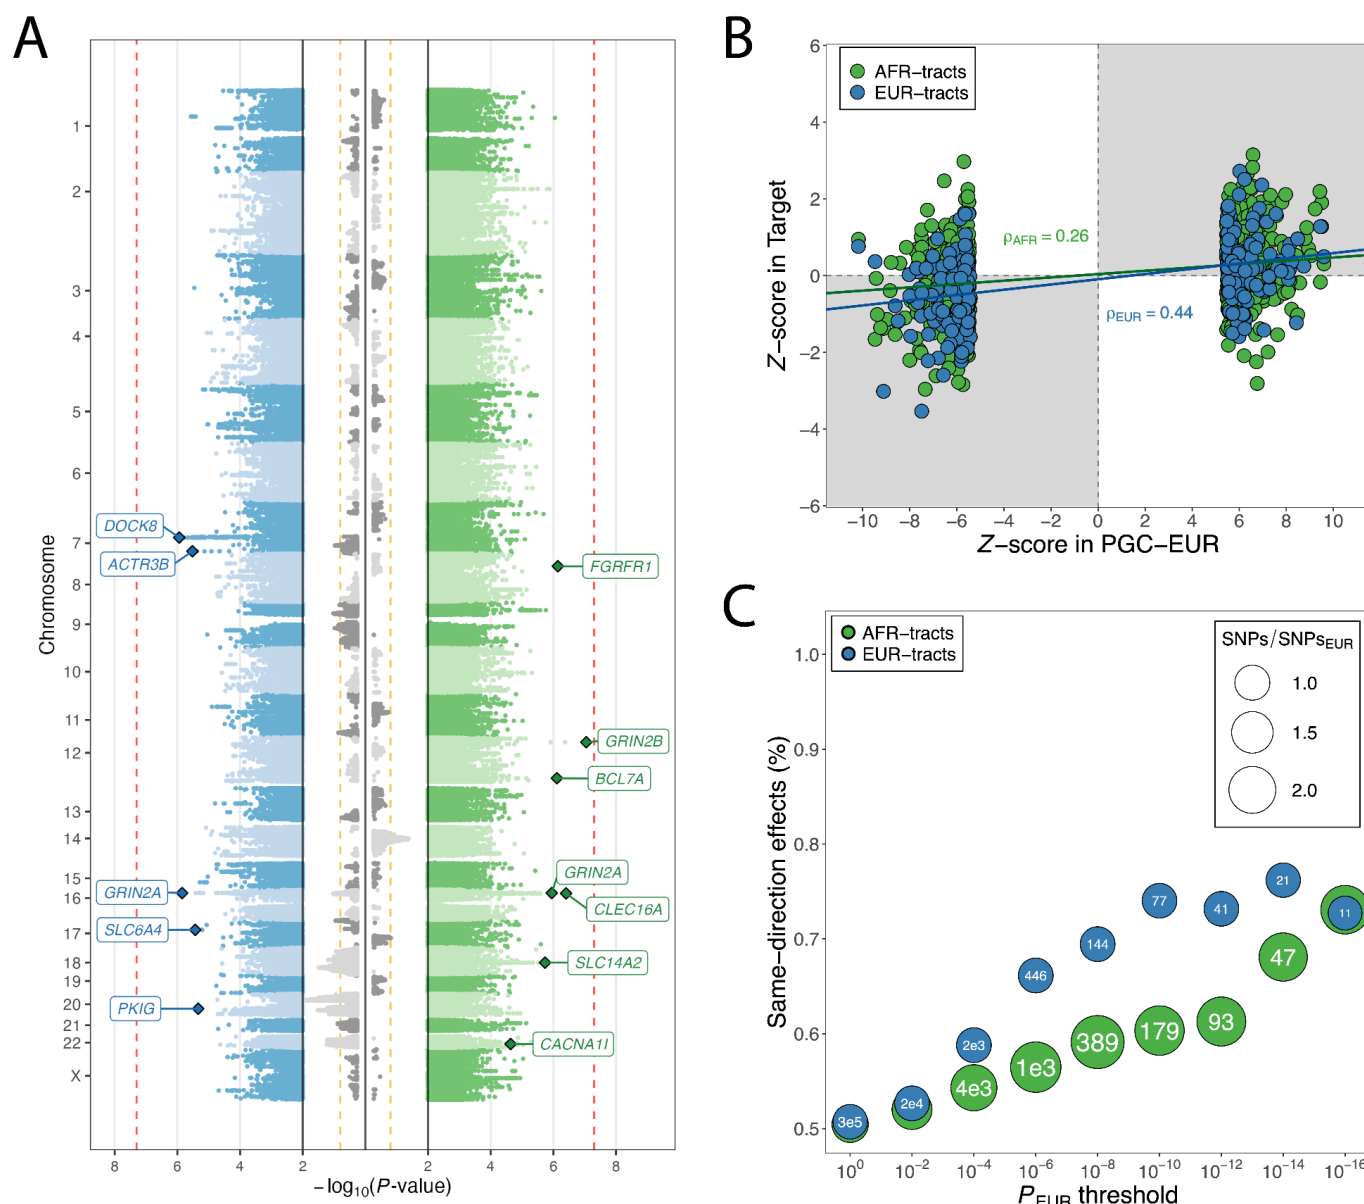 A
Chromosome
1
2
3
4
5
6
7
8
9
10
11
12
13
14
15
16
17
18
19
20
21
22
X
DOCK8
ACTR3B
GRIN2A
SLC6A4
PKIG
FGRFR1
GRIN2B
BCL7A
GRIN2A
CLEC16A
SLC14A2
CACNA1I
8 6 4 2 2 4 6 8
−log10(P-value)
B
AFR−tracts
EUR−tracts
Z−score in Target
6
4
2
0
−2
−4
−6
ρAFR = 0.26
ρEUR = 0.44
−10 −8 −6 −4 −2 0 2 4 6 8 10
Z−score in PGC−EUR
C
AFR−tracts
EUR−tracts
SNPs/SNPsEUR
1.0
1.5
2.0
Same−direction effects (%)
1.0
0.9
0.8
0.7
0.6
0.5
3e5
2e4
2e3
446
144
77
41
21
11
4e3
1e3
389
179
93
47
10⁰ 10⁻² 10⁻⁴ 10⁻⁶ 10⁻⁸ 10⁻¹⁰ 10⁻¹² 10⁻¹⁴ 10⁻¹⁶
PEUR threshold